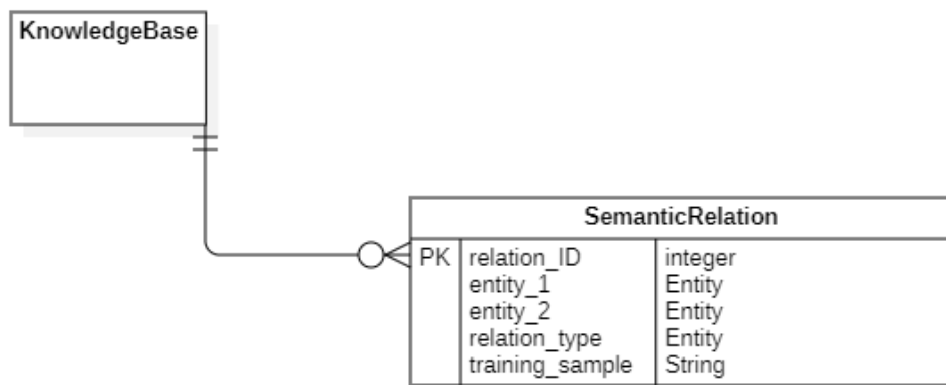 KnowledgeBase
SemanticRelation
PK relation_ID integer
entity_1 Entity
entity_2 Entity
relation_type Entity
training_sample String